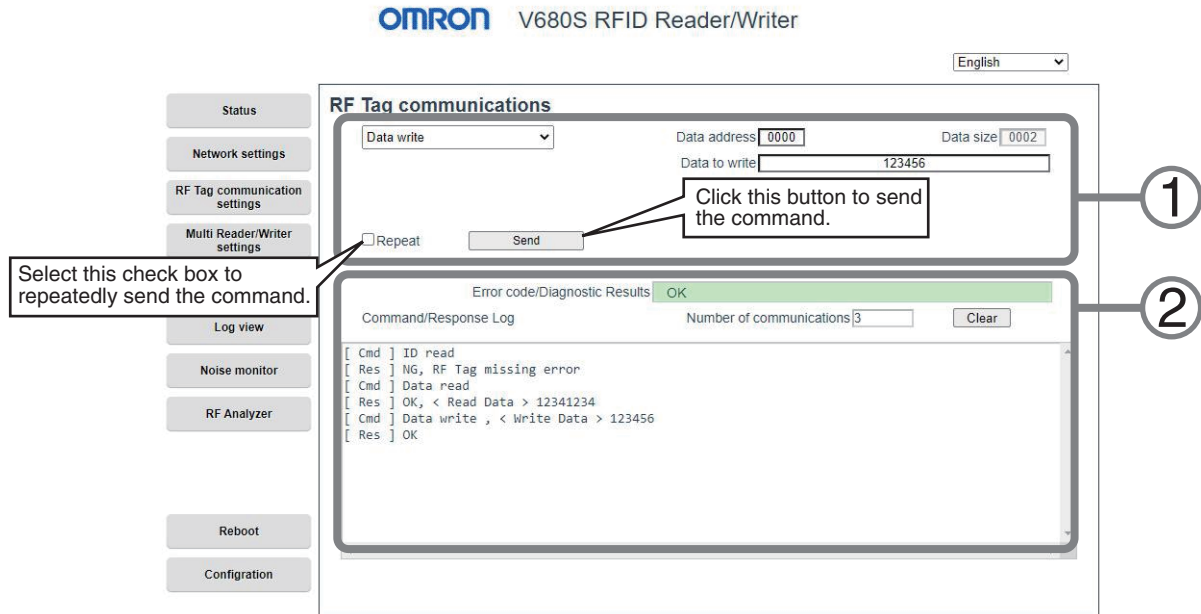 OMRON V680S RFID Reader/Writer
English
Status
Network settings
RF Tag communication
settings
Multi Reader/Writer
settings
Log view
Noise monitor
RF Analyzer
Reboot
Configration
RF Tag communications
Data write
Data address 0000
Data size 0002
Data to write 123456
Click this button to send
the command.
Repeat
Send
Select this check box to
repeatedly send the command.
1
Error code/Diagnostic Results OK
Command/Response Log
Number of communications 3
Clear
[ Cmd ] ID read
[ Res ] NG, RF Tag missing error
[ Cmd ] Data read
[ Res ] OK, < Read Data > 12341234
[ Cmd ] Data write , < Write Data > 123456
[ Res ] OK
2